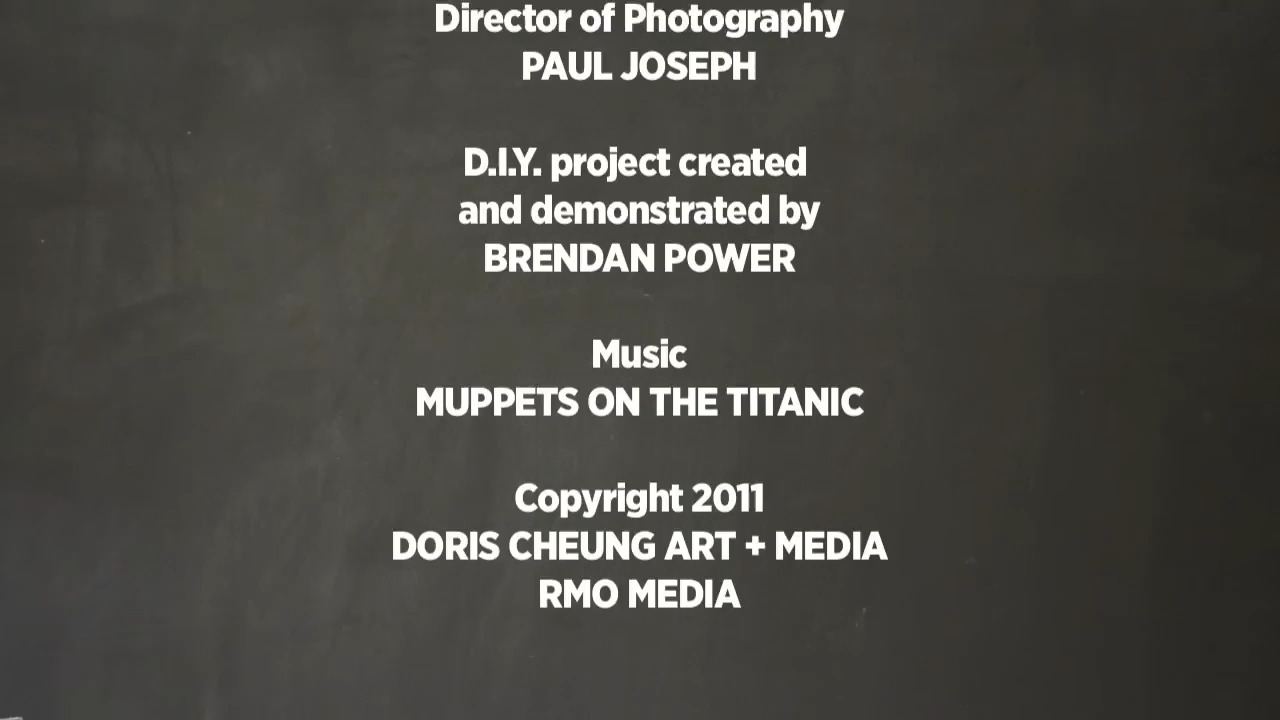 Director of Photography
PAUL JOSEPH
D.I.Y. project created
and demonstrated by
BRENDAN POWER
Music
MUPPETS ON THE TITANIC
Copyright 2011
DORIS CHEUNG ART + MEDIA
RMO MEDIA